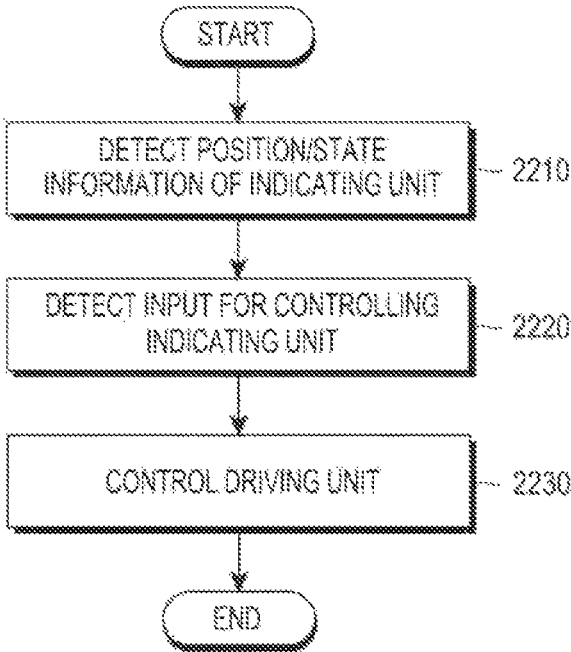 START
DETECT POSITION/STATE
INFORMATION OF INDICATING UNIT
2210
DETECT INPUT FOR CONTROLLING
INDICATING UNIT
2220
CONTROL DRIVING UNIT
2230
END